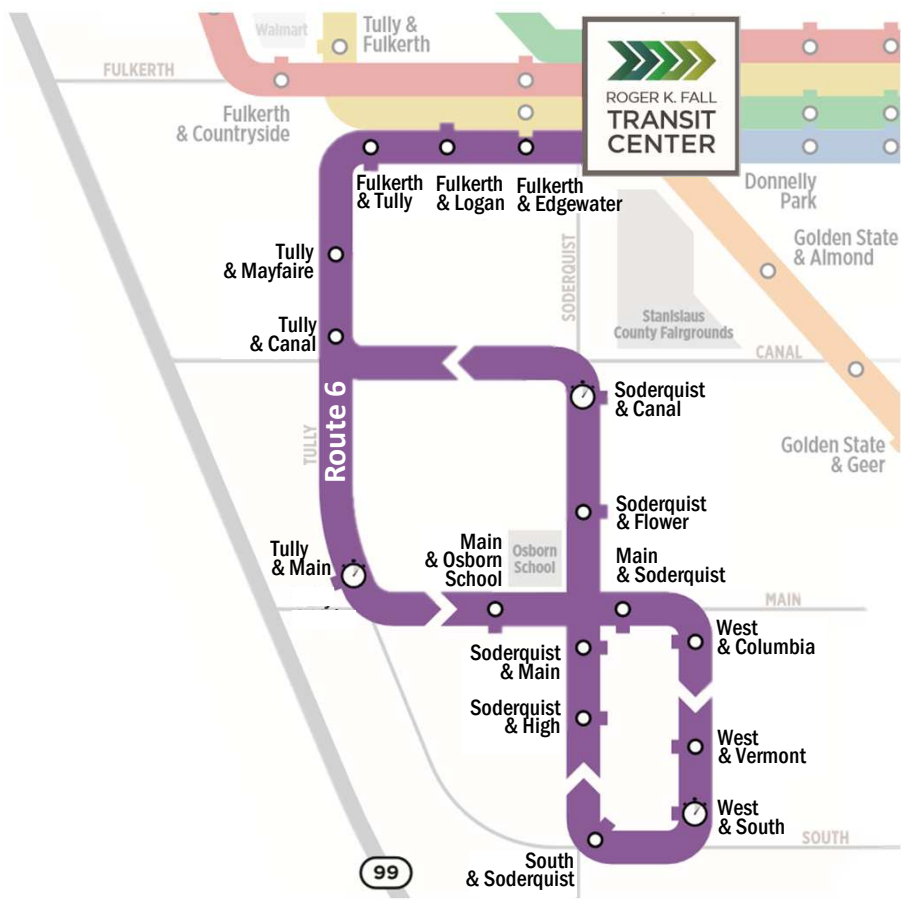 Walmart
Tully &
Fulkerth
FULKERTH
Fulkerth
& Countryside
ROGER K. FALL
TRANSIT
CENTER
Fulkerth
& Tully
Fulkerth
& Logan
Fulkerth
& Edgewater
Donnelly
Park
Golden State
& Almond
Tully
& Mayfaire
SODERQUIST
Stanislaus
County Fairgrounds
Tully
& Canal
CANAL
Soderquist
& Canal
Route 6
TULLY
Golden State
& Geer
Soderquist
& Flower
Tully
& Main
Main
& Osborn
School
Osborn
School
Main
& Soderquist
MAIN
West
& Columbia
Soderquist
& Main
Soderquist
& High
West
& Vermont
West
& South
SOUTH
South
& Soderquist
99